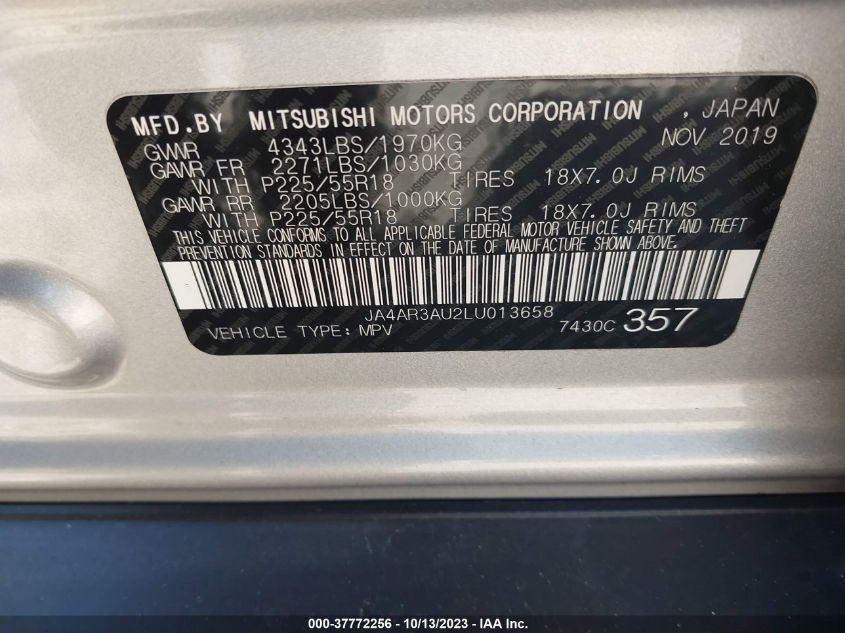 MFD.BY MITSUBISHI MOTORS CORPORATION , JAPAN
GVWR 4343LBS/1970KG NOV 2019
GAWR FR 2271LBS/1030KG
WITH P225/55R18 TIRES 18X7.0J RIMS
GAWR RR 2205LBS/1000KG
WITH P225/55R18 TIRES 18X7.0J RIMS
THIS VEHICLE CONFORMS TO ALL APPLICABLE FEDERAL MOTOR VEHICLE SAFETY AND THEFT
PREVENTION STANDARDS IN EFFECT ON THE DATE OF MANUFACTURE SHOWN ABOVE.
JA4AR3AU2LU013658
VEHICLE TYPE: MPV 7430C 357
000-37772256 | 10/13/2023 - IAA Inc.